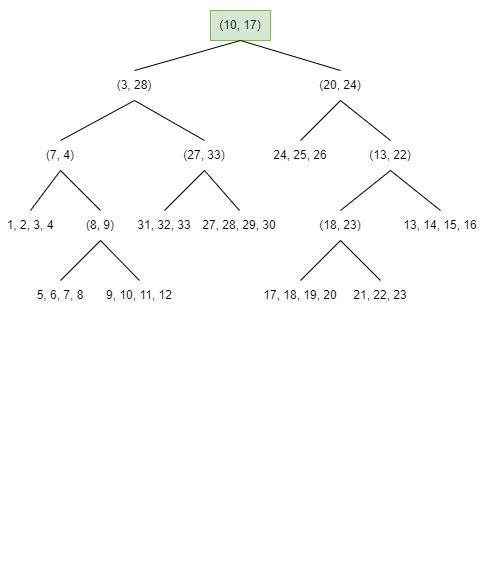 (10, 17)
(3, 28) (20, 24)
(7, 4) (27, 33) 24, 25, 26 (13, 22)
1, 2, 3, 4 (8, 9) 31, 32, 33 27, 28, 29, 30 (18, 23) 13, 14, 15, 16
5, 6, 7, 8 9, 10, 11, 12 17, 18, 19, 20 21, 22, 23